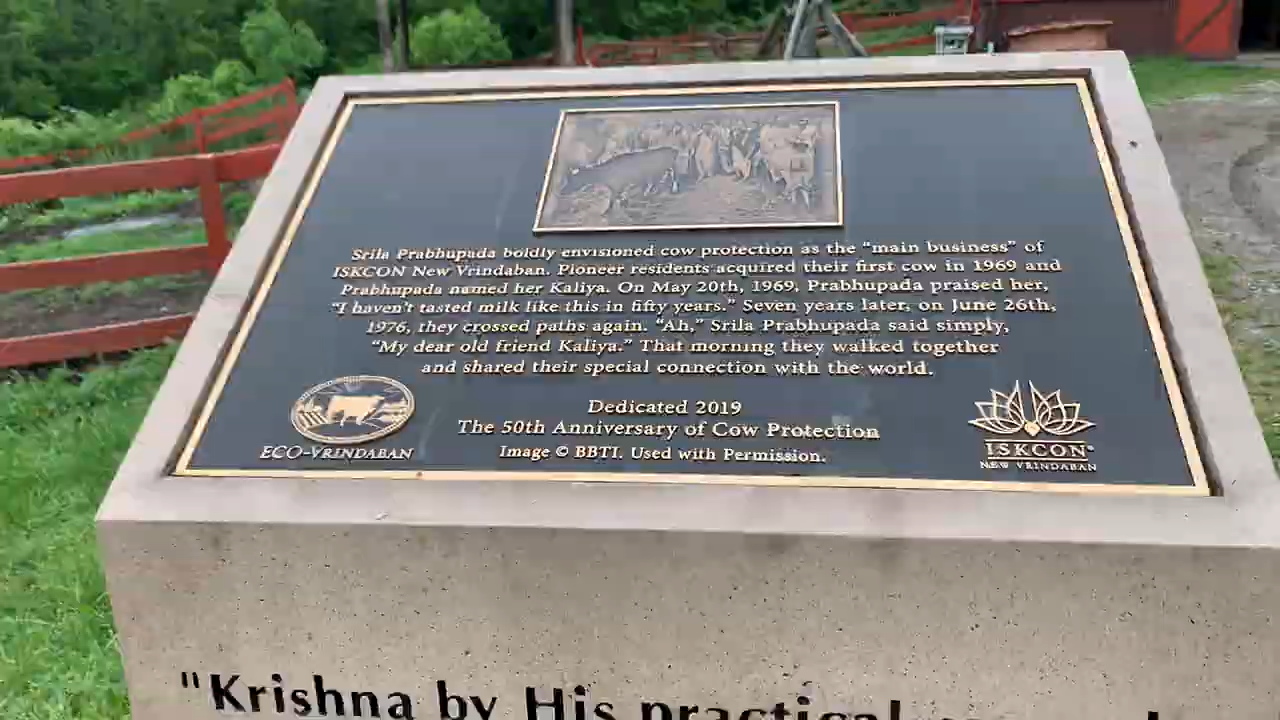 Srila Prabhupada boldly envisioned cow protection as the “main business” of
ISKCON New Vrindaban. Pioneer residents acquired their first cow in 1969 and
Prabhupada named her Kaliya. On May 20th, 1969, Prabhupada praised her,
“I haven't tasted milk like this in fifty years.” Seven years later, on June 26th,
1976, they crossed paths again. “Ah,” Srila Prabhupada said simply,
“My dear old friend Kaliya.” That morning they walked together
and shared their special connection with the world.
Dedicated 2019
The 50th Anniversary of Cow Protection
Image © BBTI. Used with Permission.
ECO-VRINDABAN
ISKCON®
NEW VRINDABAN
"Krishna by His practical